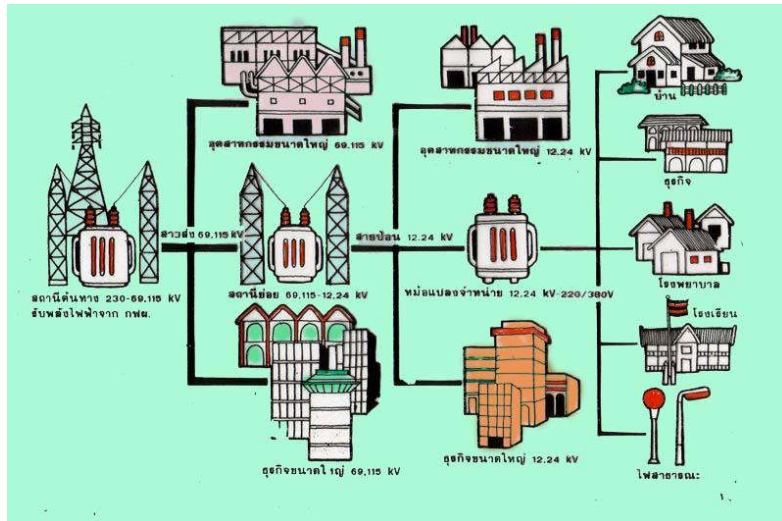 อุตสาหกรรมขนาดใหญ่ 69,115 kV
อุตสาหกรรมขนาดใหญ่ 12,24 kV
บ้าน
ธุรกิจ
สาวส่ง 69,115 kV
สายป้อน 12,24 kV
สถานีต้นทาง 230-69,115 kV
รับพลังไฟฟ้าจาก กฟผ.
สถานีย่อย 69,115-12,24 kV
หม้อแปลงจำหน่าย 12,24 kV-220/380V
โรงพยาบาล
โรงเรียน
ธุรกิจขนาดใหญ่ 69,115 kV
ธุรกิจขนาดใหญ่ 12,24 kV
ไฟสาธารณะ